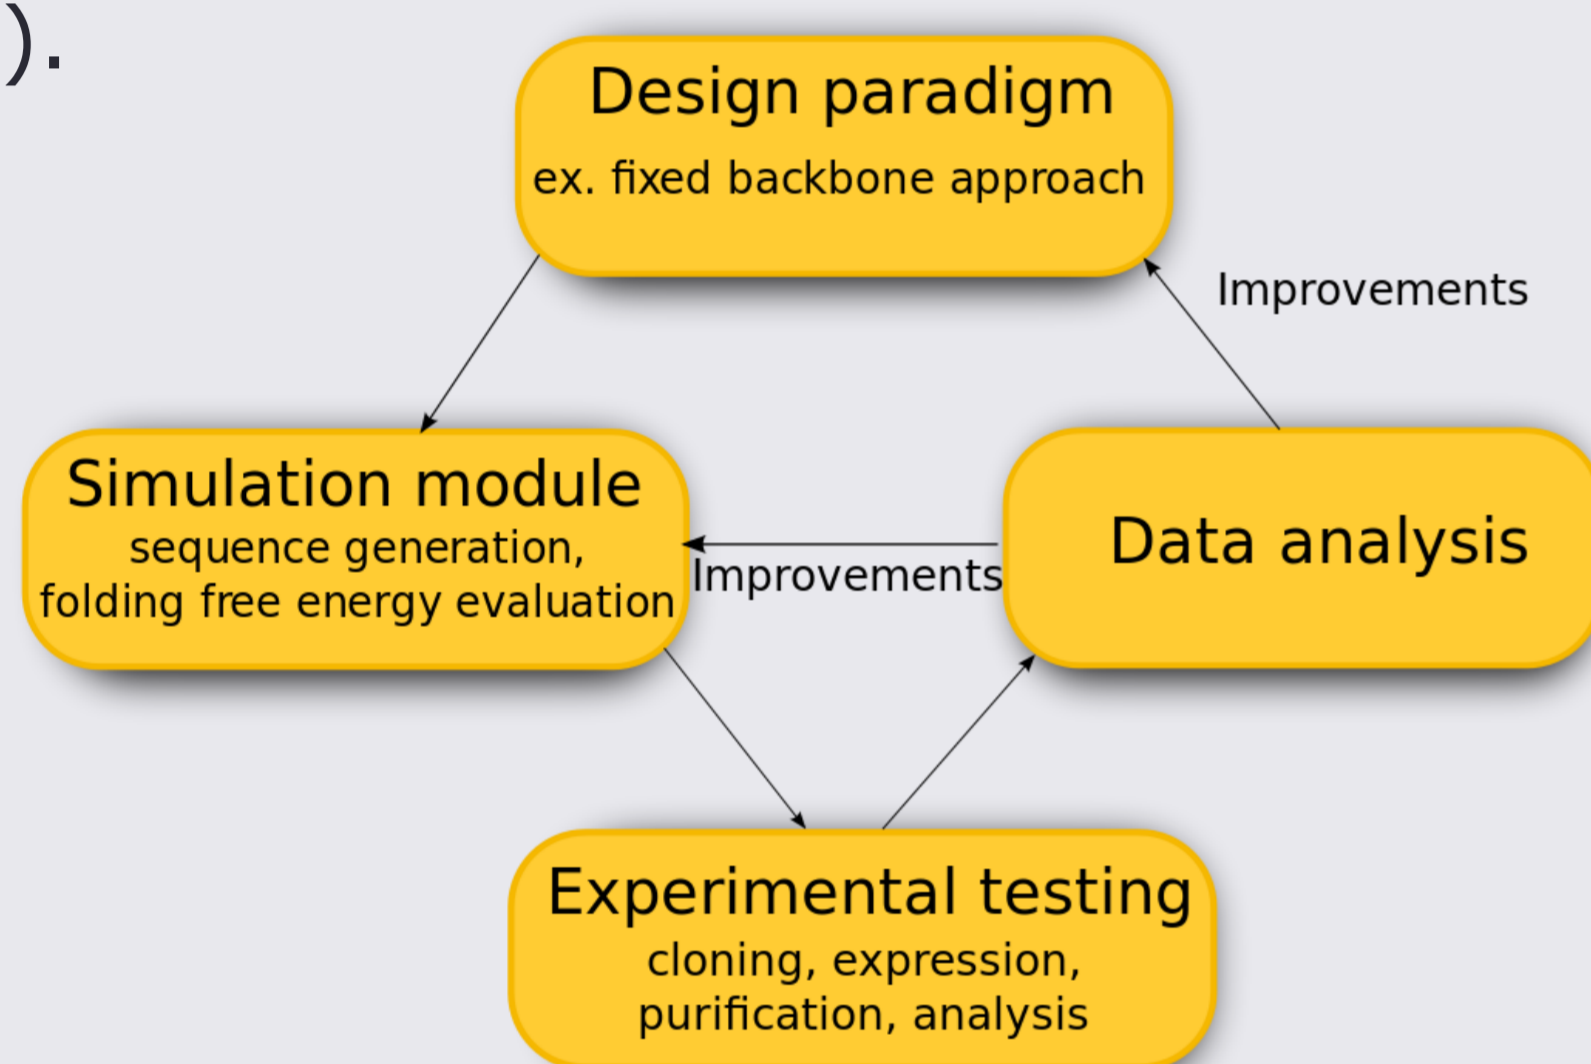 ).
Design paradigm
ex. fixed backbone approach
Improvements
Simulation module
sequence generation,
folding free energy evaluation
Improvements
Data analysis
Experimental testing
cloning, expression,
purification, analysis